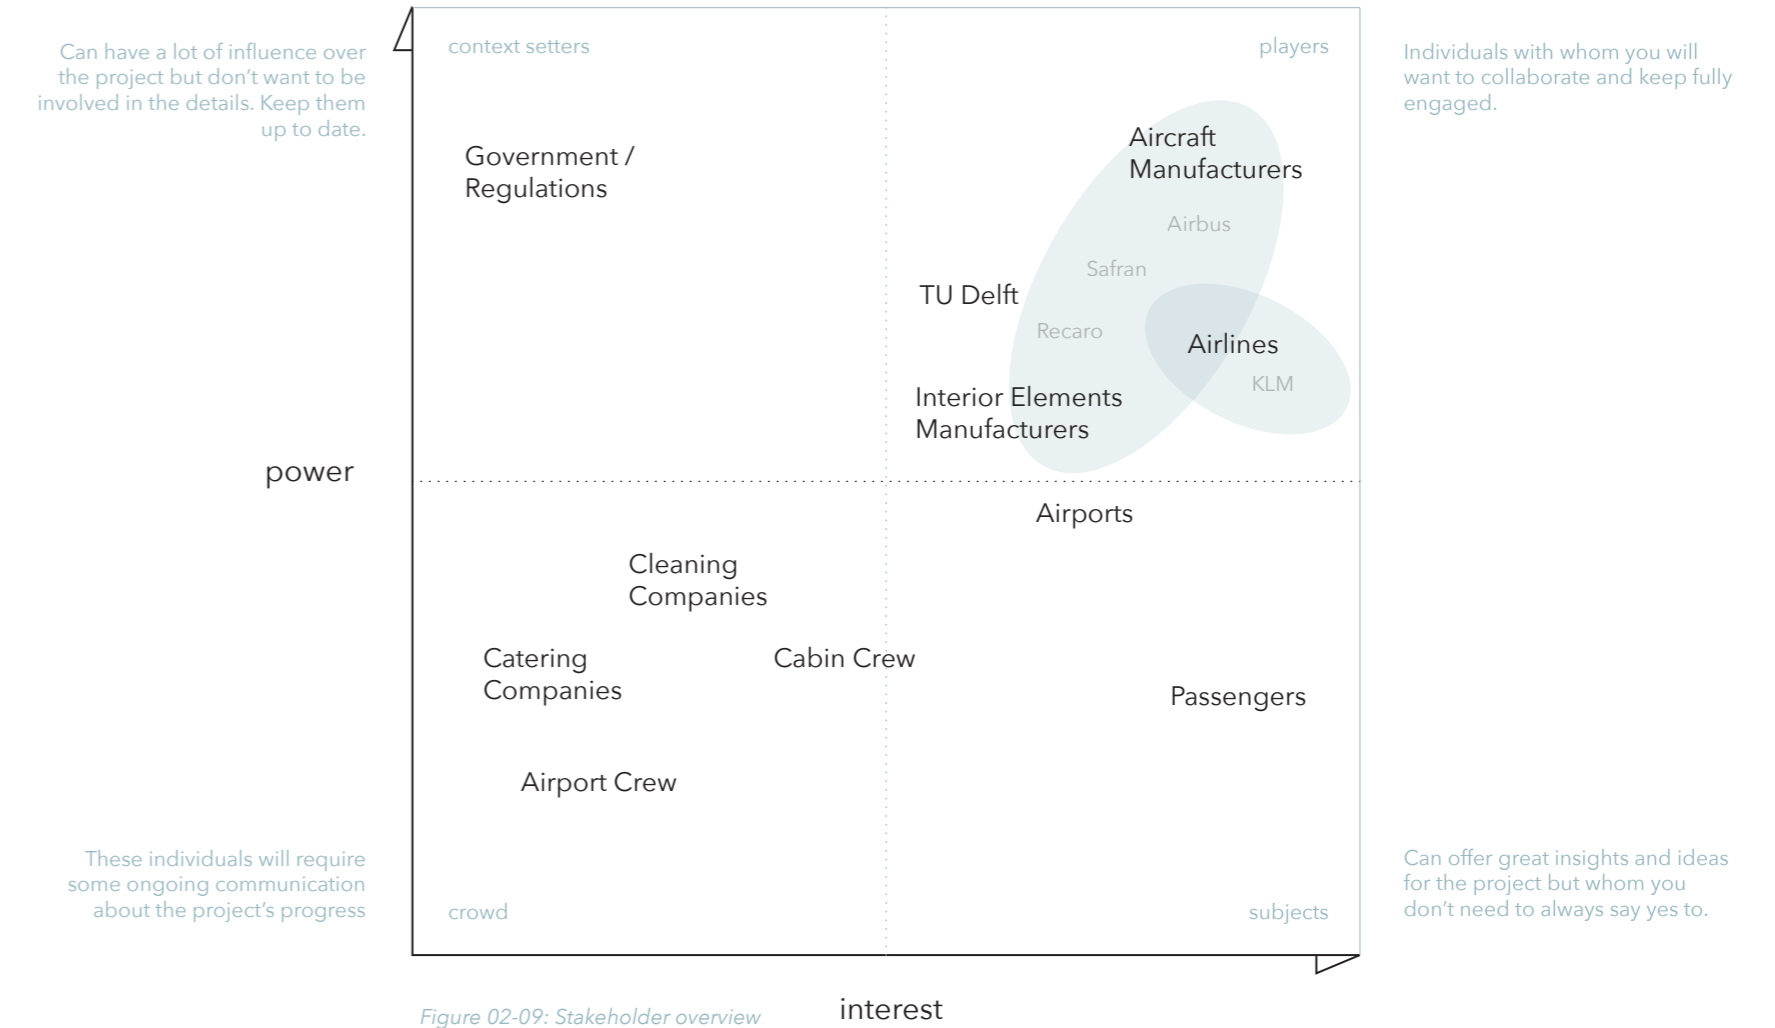 Can have a lot of influence over
the project but don't want to be
involved in the details. Keep them
up to date.
context setters
players
Individuals with whom you will
want to collaborate and keep fully
engaged.
Government /
Regulations
Aircraft
Manufacturers
Airbus
Safran
TU Delft
Recaro
Airlines
KLM
Interior Elements
Manufacturers
power
Airports
Cleaning
Companies
Catering
Companies
Cabin Crew
Passengers
Airport Crew
These individuals will require
some ongoing communication
about the project's progress
crowd
subjects
Can offer great insights and ideas
for the project but whom you
don't need to always say yes to.
interest
Figure 02-09: Stakeholder overview